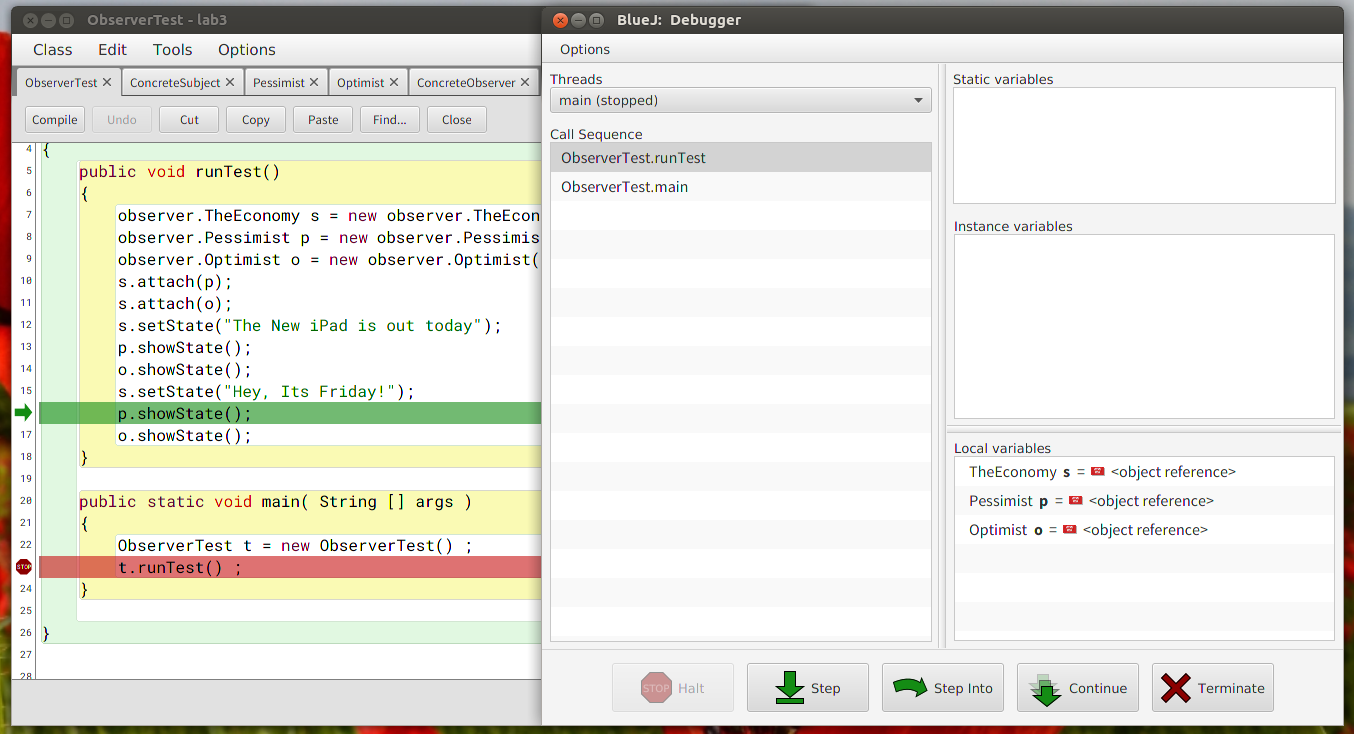 ObserverTest - lab3
Class Edit Tools Options
ObserverTest ConcreteSubject Pessimist Optimist ConcreteObserver
Compile Undo Cut Copy Paste Find... Close
4 {
5 public void runTest()
6 {
7 observer.TheEconomy s = new observer.TheEcon
8 observer.Pessimist p = new observer.Pessimis
9 observer.Optimist o = new observer.Optimist(
10 s.attach(p);
11 s.attach(o);
12 s.setState("The New iPad is out today");
13 p.showState();
14 o.showState();
15 s.setState("Hey, Its Friday!");
p.showState();
17 o.showState();
18 }
19
20 public static void main( String [] args )
21 {
22 ObserverTest t = new ObserverTest() ;
STOP t.runTest() ;
24 }
25
26 }
27
28
BlueJ: Debugger
Options
Threads
main (stopped)
Call Sequence
ObserverTest.runTest
ObserverTest.main
Static variables
Instance variables
Local variables
TheEconomy s = <object reference>
Pessimist p = <object reference>
Optimist o = <object reference>
STOP Halt
Step
Step Into
Continue
Terminate